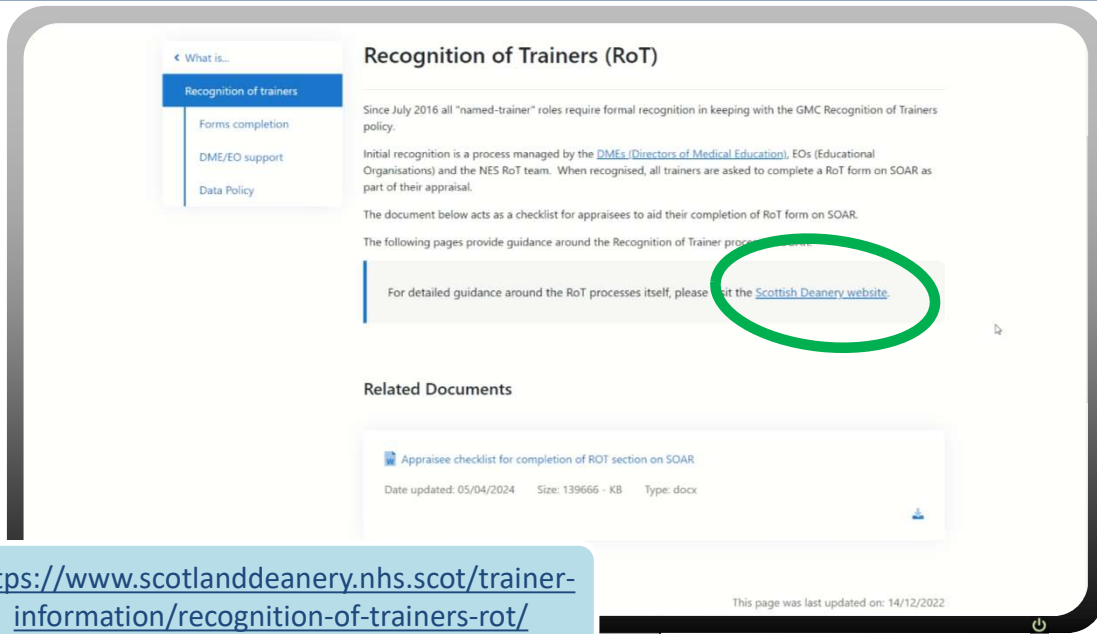 What is...
Recognition of trainers
Forms completion
DME/EO support
Data Policy
Recognition of Trainers (RoT)
Since July 2016 all "named-trainer" roles require formal recognition in keeping with the GMC Recognition of Trainers
policy.
Initial recognition is a process managed by the DMEs (Directors of Medical Education), EOs (Educational
Organisations) and the NES RoT team. When recognised, all trainers are asked to complete a RoT form on SOAR as
part of their appraisal.
The document below acts as a checklist for appraisees to aid their completion of RoT form on SOAR.
The following pages provide guidance around the Recognition of Trainer
For detailed guidance around the RoT processes itself, please the Scottish Deanery website.
Related Documents
Appraisee checklist for completion of ROT section on SOAR
Date updated: 05/04/2024 Size: 139666 - KB Type: docx
This page was last updated on: 14/12/2022
tps://www.scotlanddeanery.nhs.scot/trainer-
information/recognition-of-trainers-rot/